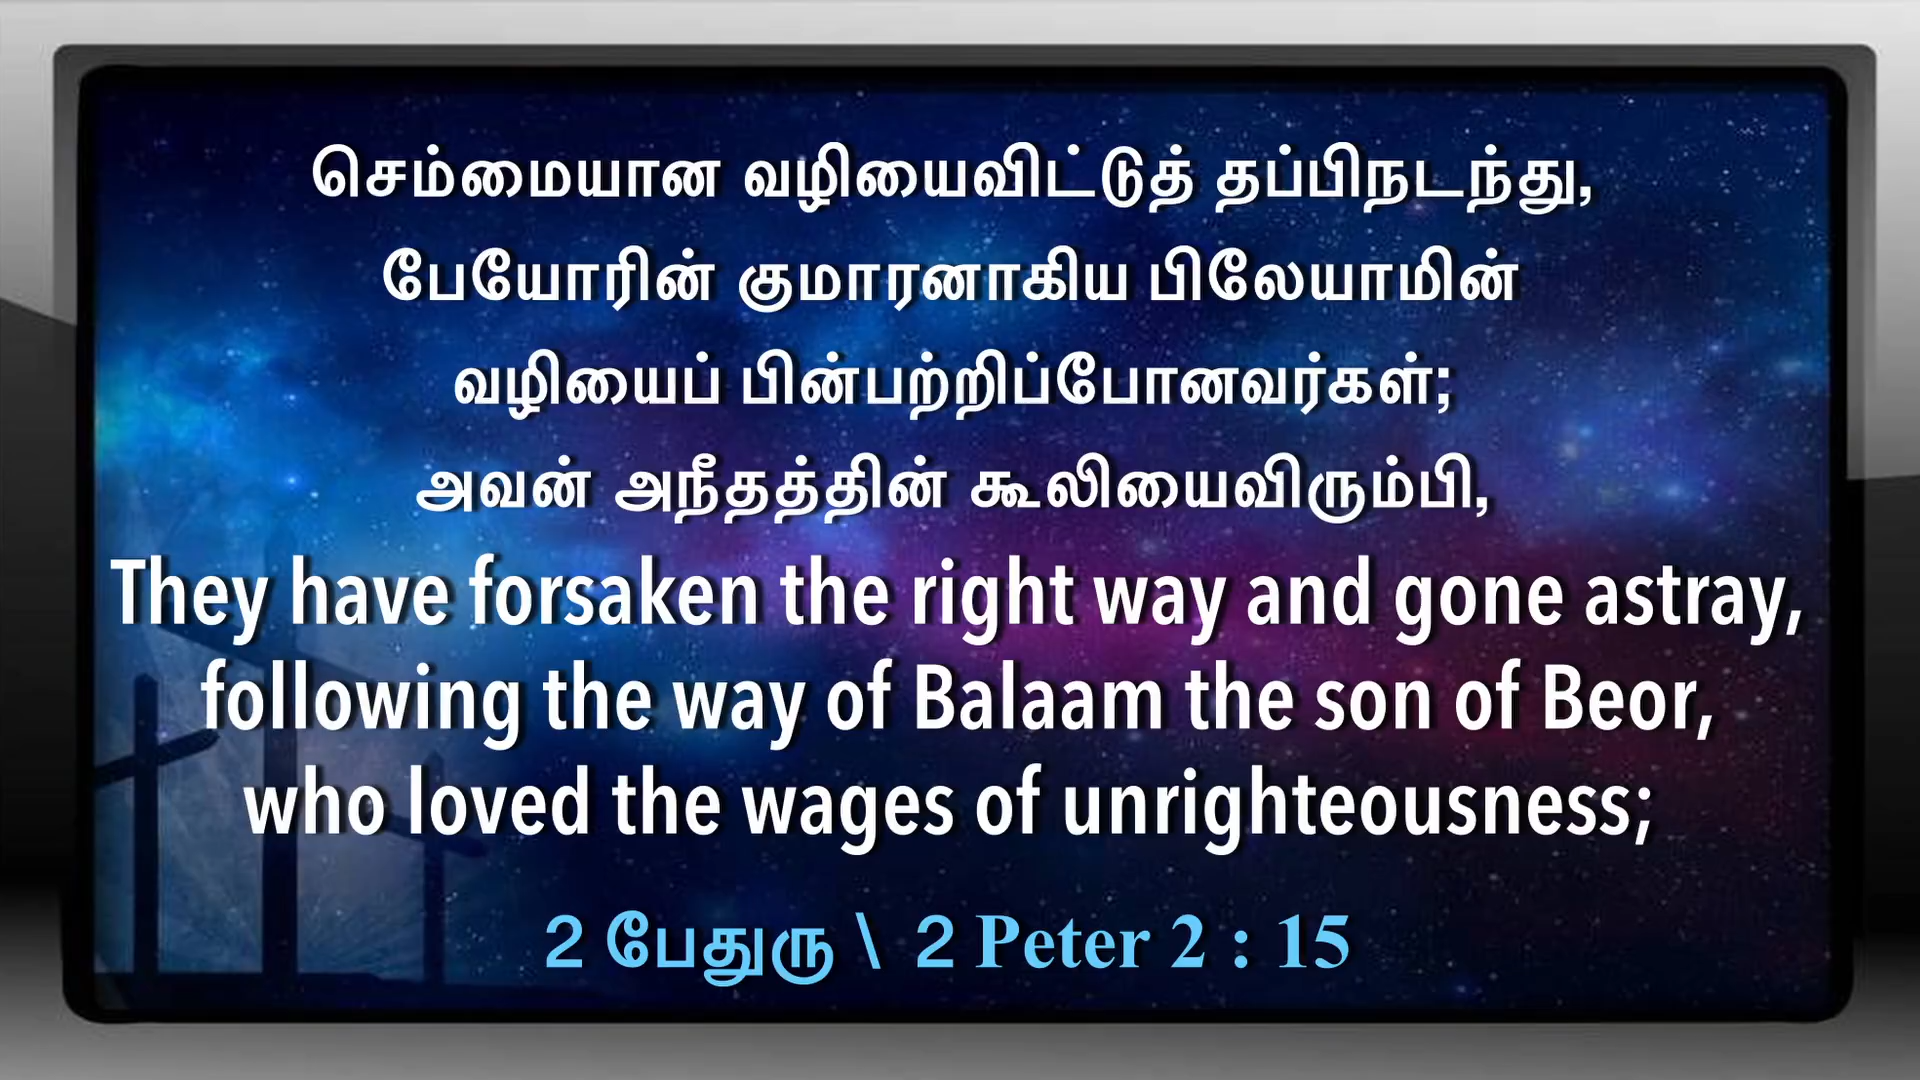 செம்மையான வழியைவிட்டுத் தப்பிநடந்து,
பேயோரின் குமாரனாகிய பிலேயாமின்
வழியைப் பின்பற்றிப்போனவர்கள்;
அவன் அநீதத்தின் கூலியைவிரும்பி,
They have forsaken the right way and gone astray,
following the way of Balaam the son of Beor,
who loved the wages of unrighteousness;
2 பேதுரு \ 2 Peter 2 : 15